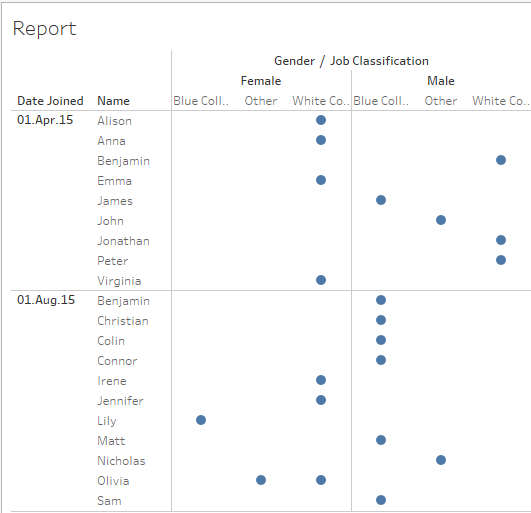 Report
Gender / Job Classification
Female Male
Date Joined Name Blue Coll.. Other White Co.. Blue Coll.. Other White Co..
01.Apr.15 Alison
Anna
Benjamin
Emma
James
John
Jonathan
Peter
Virginia
01.Aug.15 Benjamin
Christian
Colin
Connor
Irene
Jennifer
Lily
Matt
Nicholas
Olivia
Sam